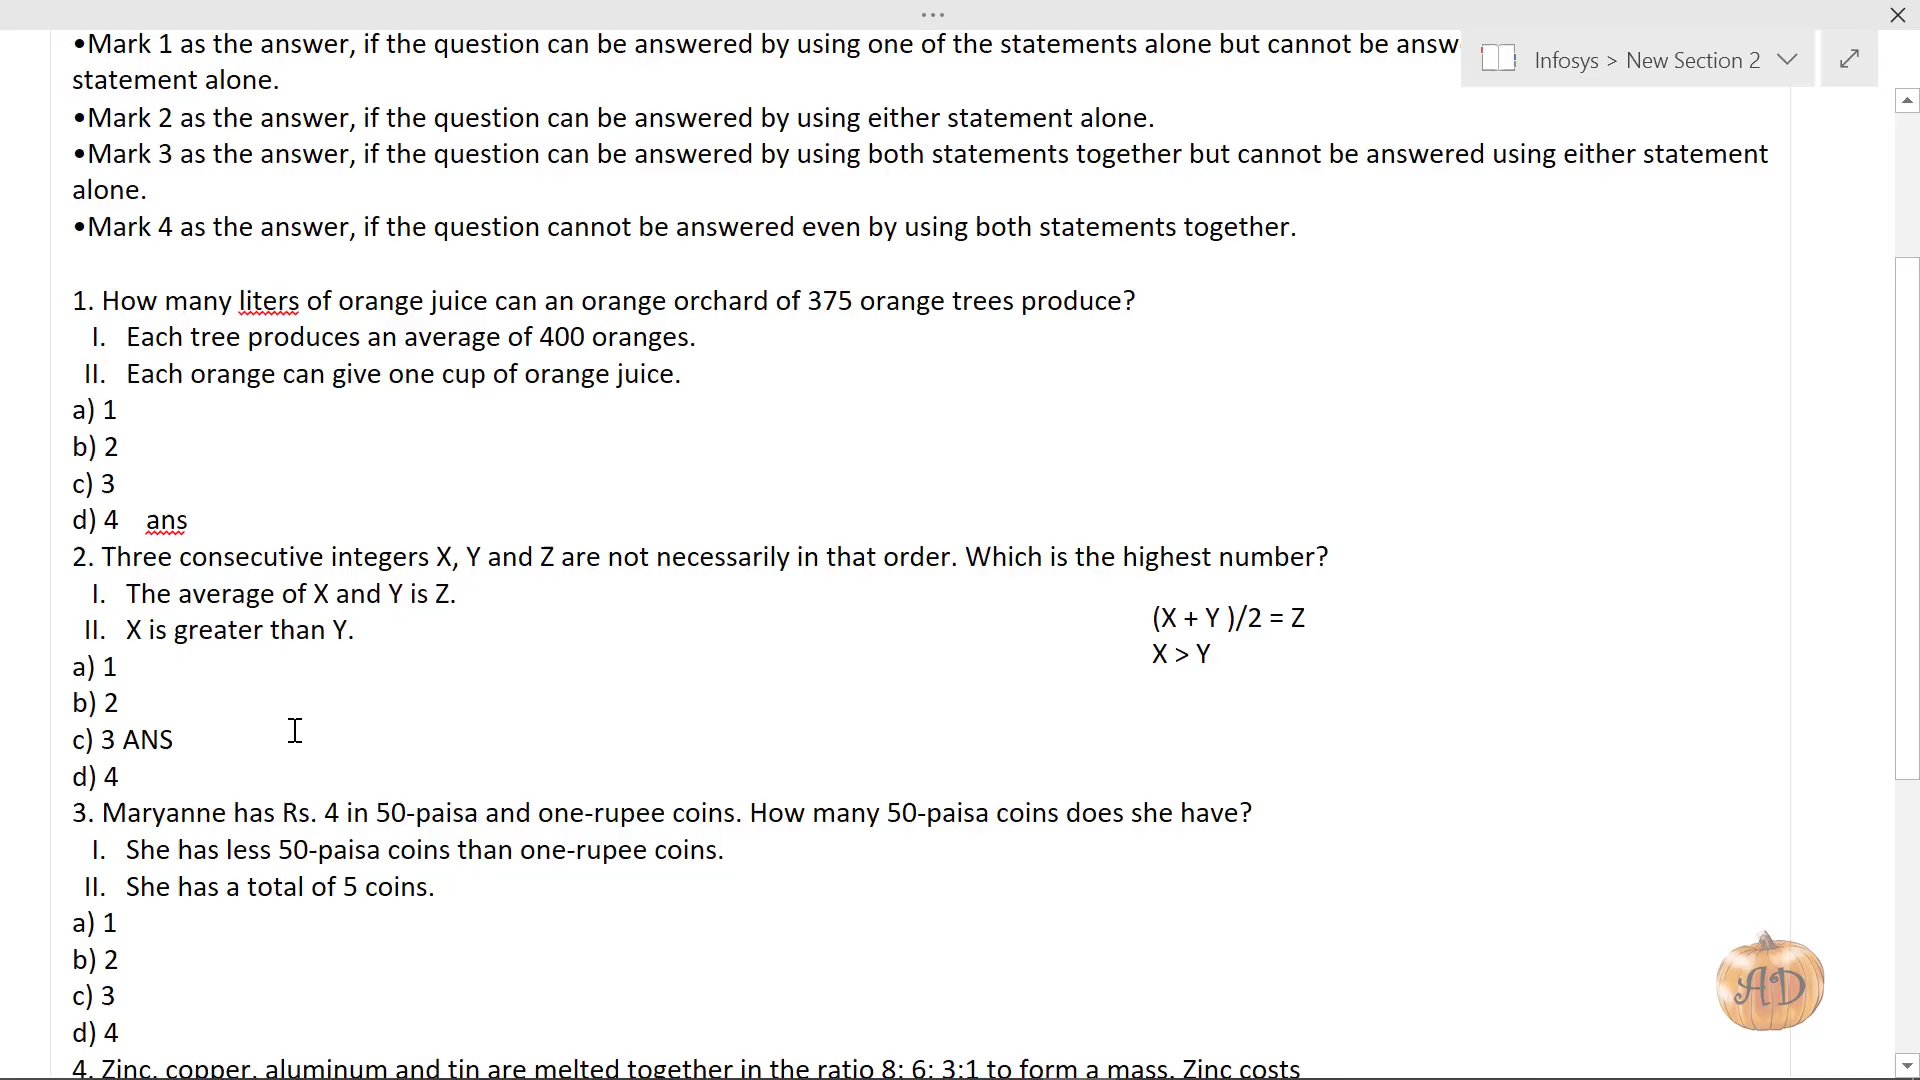 •Mark 1 as the answer, if the question can be answered by using one of the statements alone but cannot be answ
Infosys > New Section 2
statement alone.
•Mark 2 as the answer, if the question can be answered by using either statement alone.
•Mark 3 as the answer, if the question can be answered by using both statements together but cannot be answered using either statement
alone.
•Mark 4 as the answer, if the question cannot be answered even by using both statements together.
1. How many liters of orange juice can an orange orchard of 375 orange trees produce?
I. Each tree produces an average of 400 oranges.
II. Each orange can give one cup of orange juice.
a) 1
b) 2
c) 3
d) 4 ans
2. Three consecutive integers X, Y and Z are not necessarily in that order. Which is the highest number?
I. The average of X and Y is Z.
II. X is greater than Y.
(X + Y )/2 = Z
X > Y
a) 1
b) 2
c) 3 ANS
d) 4
3. Maryanne has Rs. 4 in 50-paisa and one-rupee coins. How many 50-paisa coins does she have?
I. She has less 50-paisa coins than one-rupee coins.
II. She has a total of 5 coins.
a) 1
b) 2
c) 3
d) 4
4. Zinc, copper, aluminum and tin are melted together in the ratio 8: 6: 3:1 to form a mass. Zinc costs
AD